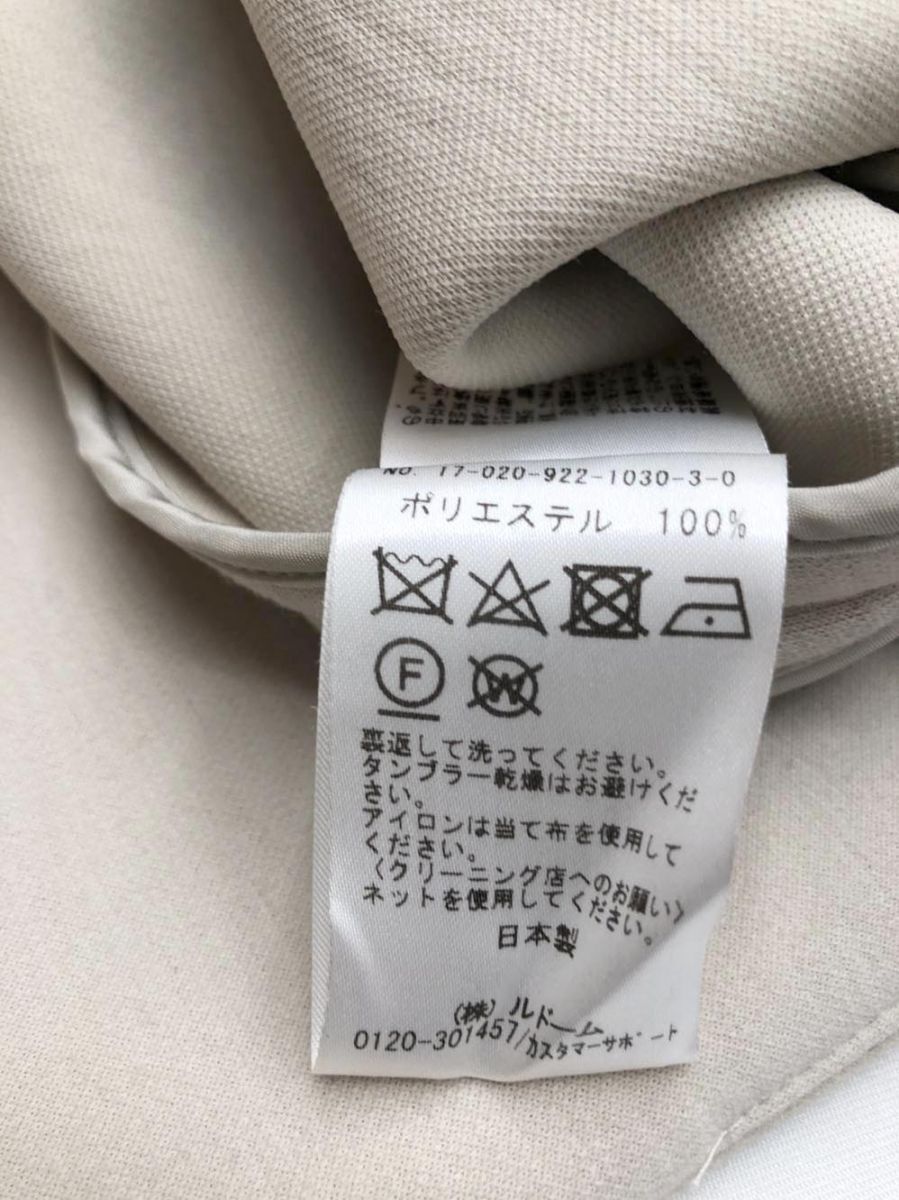 No. 17-020-922-1030-3-0
ポリエステル 100%
F
W
裏返して洗ってください。
タンブラー乾燥はお避けくだ
さい。
アイロンは当て布を使用して
ください。
〈クリーニング店へのお願い〉
ネットを使用してください。
日本製
(株)ルドーム
0120-301457/カスタマーサポート